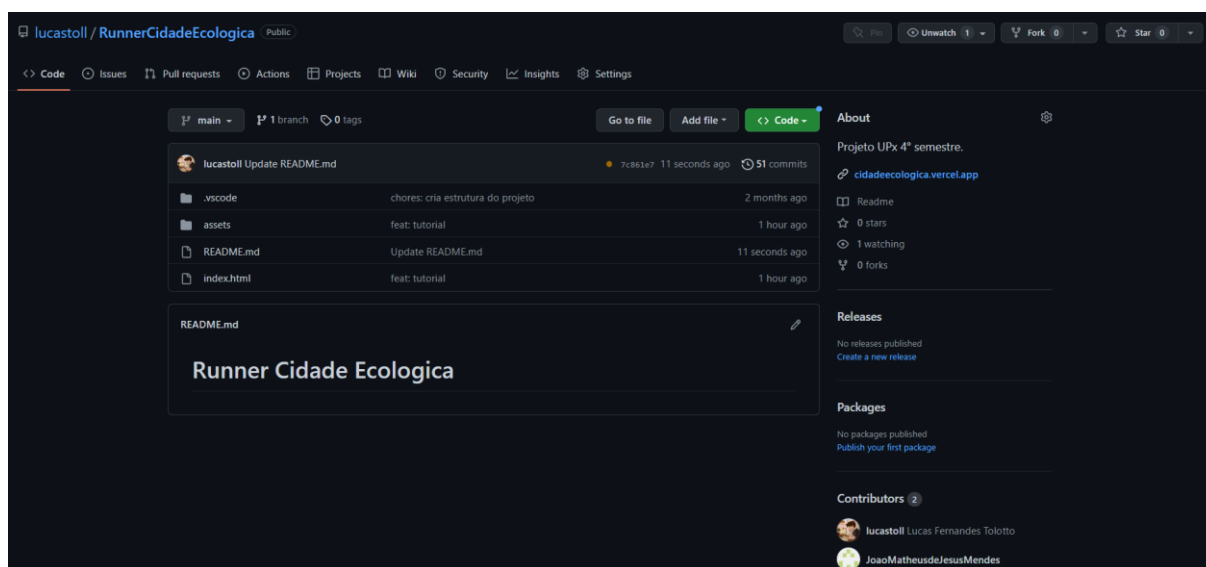 lucastoll / RunnerCidadeEcologica Public
Pin Unwatch 1 Fork 0 Star 0
<> Code Issues Pull requests Actions Projects Wiki Security Insights Settings
main 1 branch 0 tags Go to file Add file <> Code
lucastoll Update README.md 7c861e7 11 seconds ago 51 commits
.vscode chores: cria estrutura do projeto 2 months ago
assets feat: tutorial 1 hour ago
README.md Update README.md 11 seconds ago
index.html feat: tutorial 1 hour ago
README.md
Runner Cidade Ecologica
About
Projeto UPx 4° semestre.
cidadeecologica.vercel.app
Readme
0 stars
1 watching
0 forks
Releases
No releases published
Create a new release
Packages
No packages published
Publish your first package
Contributors 2
lucastoll Lucas Fernandes Tolotto
JoaoMatheusdeJesusMendes